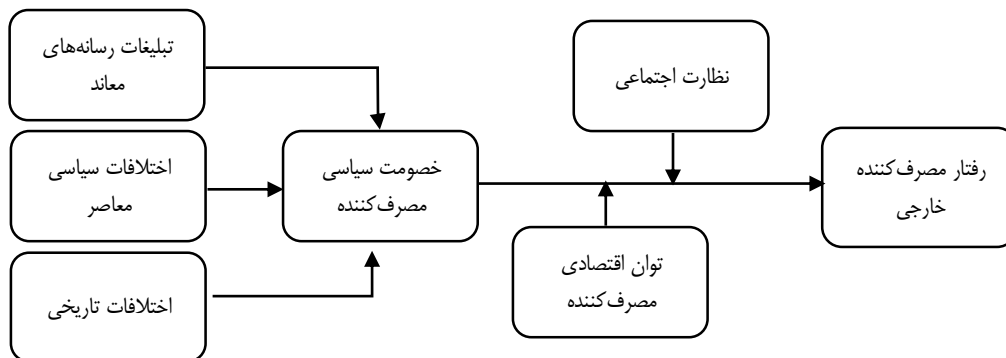 تبلیغات رسانه‌های
معاند
اختلافات سیاسی
معاصر
اختلافات تاریخی
خصومت سیاسی
مصرف‌کننده
نظارت اجتماعی
توان اقتصادی
مصرف‌کننده
رفتار مصرف‌کننده
خارجی